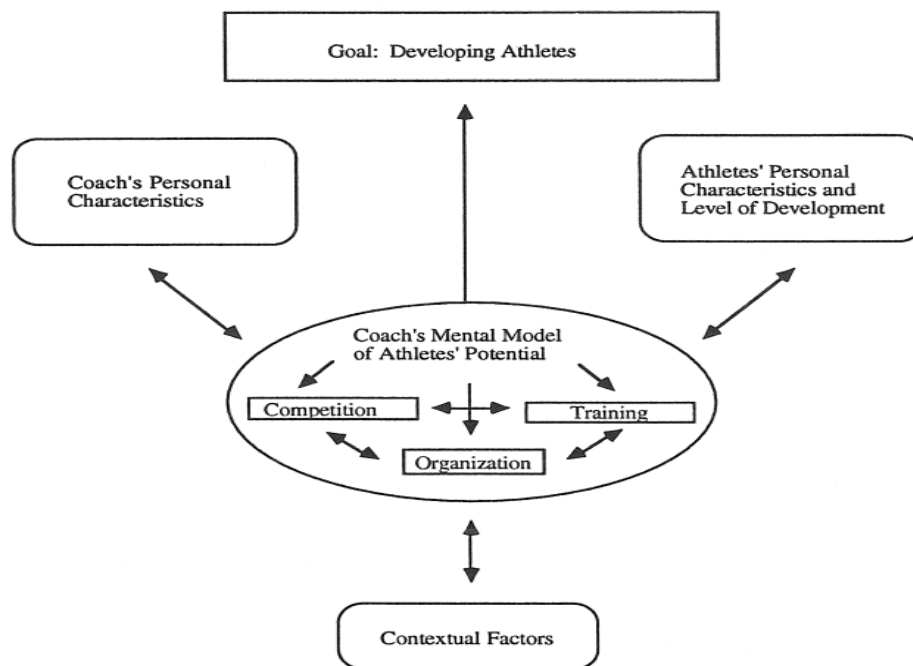 Goal: Developing Athletes
Coach's Personal
Characteristics
Athletes' Personal
Characteristics and
Level of Development
Coach's Mental Model
of Athletes' Potential
Competition
Training
Organization
Contextual Factors